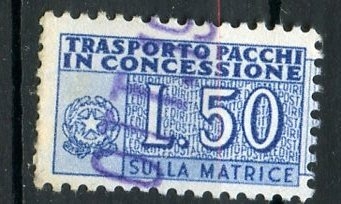 TRASPORTO PACCHI
IN CONCESSIONE
L. 50
SULLA MATRICE